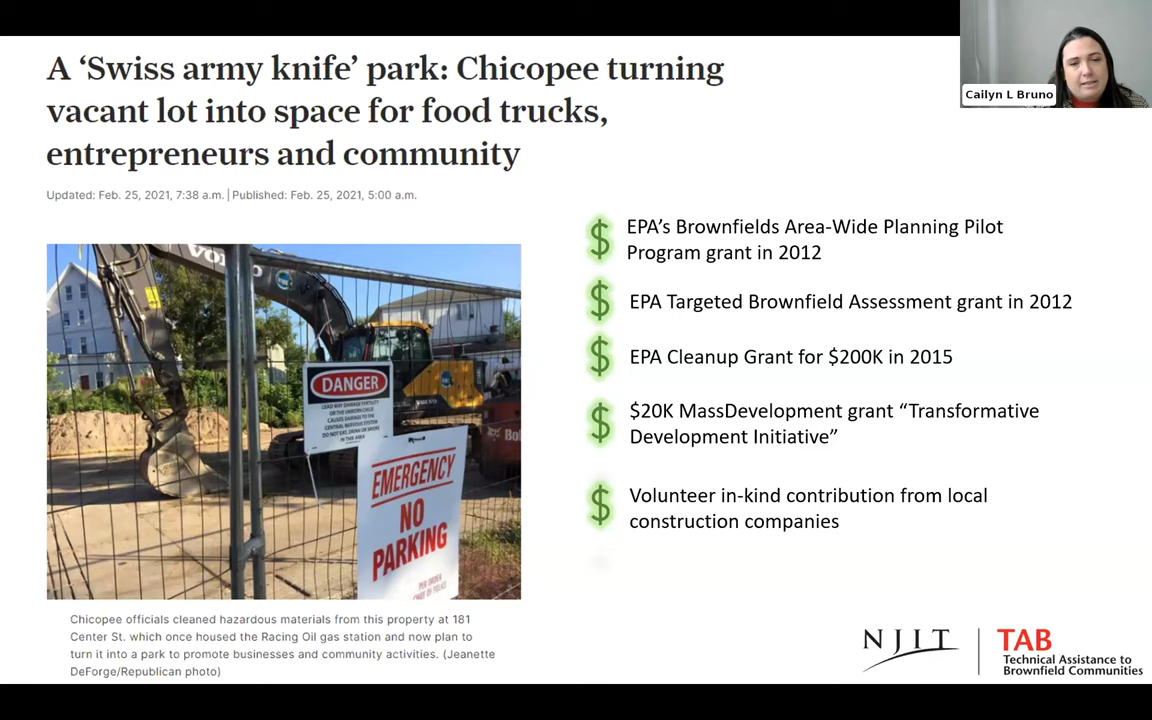 A ‘Swiss army knife’ park: Chicopee turning
vacant lot into space for food trucks,
entrepreneurs and community
Updated: Feb. 25, 2021, 7:38 a.m. | Published: Feb. 25, 2021, 5:00 a.m.
Cailyn L Bruno
EPA’s Brownfields Area-Wide Planning Pilot
Program grant in 2012
EPA Targeted Brownfield Assessment grant in 2012
EPA Cleanup Grant for $200K in 2015
$20K MassDevelopment grant “Transformative
Development Initiative”
Volunteer in-kind contribution from local
construction companies
VOLVO
DANGER
LEAD MAY DAMAGE FERTILITY
OR THE UNBORN CHILD
CAUSES DAMAGE TO THE
CENTRAL NERVOUS SYSTEM
DO NOT EAT, DRINK OR SMOKE
IN THIS AREA
EMERGENCY
NO
PARKING
PER ORDER
CHIEF OF POLICE
Chicopee officials cleaned hazardous materials from this property at 181
Center St. which once housed the Racing Oil gas station and now plan to
turn it into a park to promote businesses and community activities. (Jeanette
DeForge/Republican photo)
NJIT
TAB
Technical Assistance to
Brownfield Communities